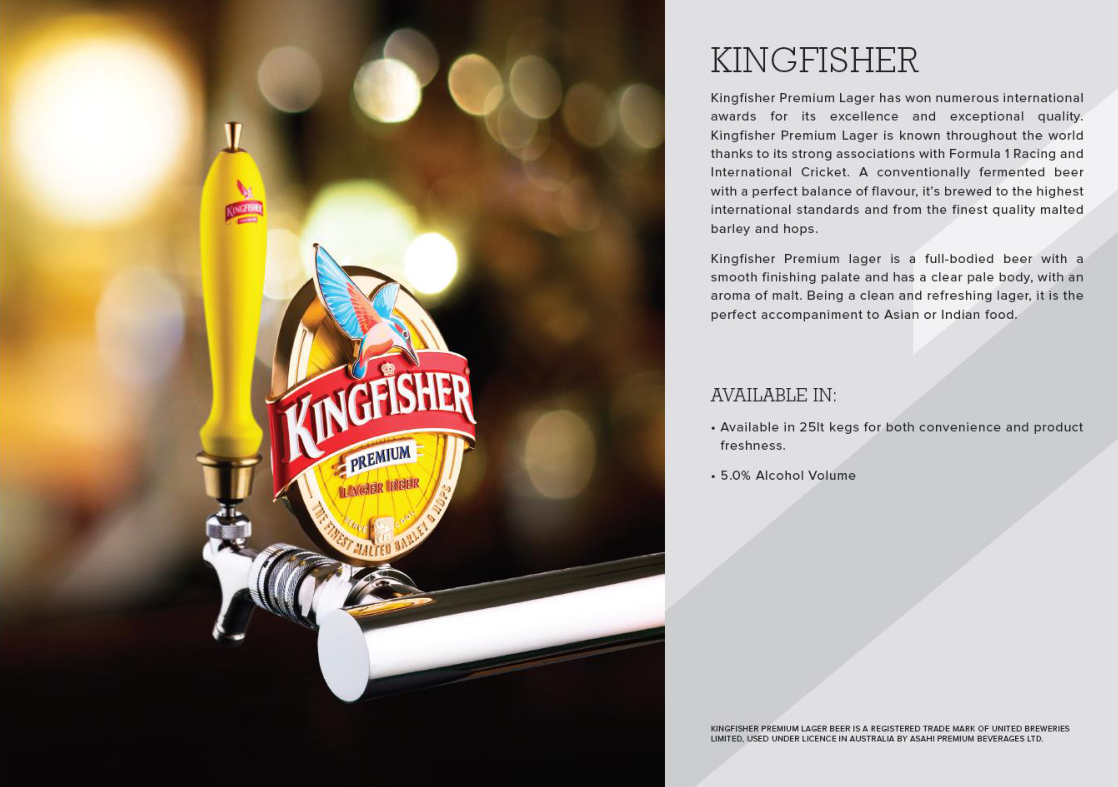 KINGFISHER
Kingfisher Premium Lager has won numerous international
awards for its excellence and exceptional quality.
Kingfisher Premium Lager is known throughout the world
thanks to its strong associations with Formula 1 Racing and
International Cricket. A conventionally fermented beer
with a perfect balance of flavour, it's brewed to the highest
international standards and from the finest quality malted
barley and hops.
Kingfisher Premium lager is a full-bodied beer with a
smooth finishing palate and has a clear pale body, with an
aroma of malt. Being a clean and refreshing lager, it is the
perfect accompaniment to Asian or Indian food.
AVAILABLE IN:
• Available in 25lt kegs for both convenience and product
freshness.
• 5.0% Alcohol Volume
KINGFISHER PREMIUM LAGER BEER IS A REGISTERED TRADE MARK OF UNITED BREWERIES
LIMITED, USED UNDER LICENCE IN AUSTRALIA BY ASAHI PREMIUM BEVERAGES LTD.
KINGFISHER
KINGFISHER
PREMIUM
LAGER BEER
SERVE COOL
THE FINEST MALTED BARLEY & HOPS